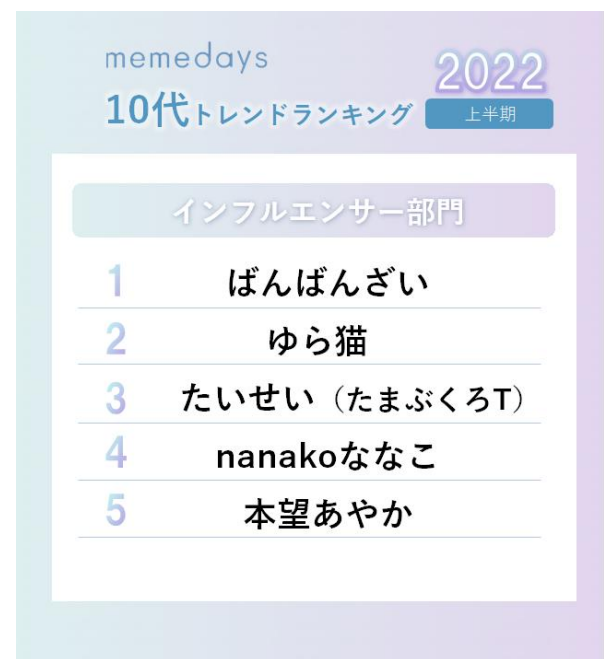 memedays
2022
10代トレンドランキング
上半期
インフルエンサー部門
1 ばんばんざい
2 ゆら猫
3 たいせい（たまぶくろT）
4 nanakoななこ
5 本望あやか